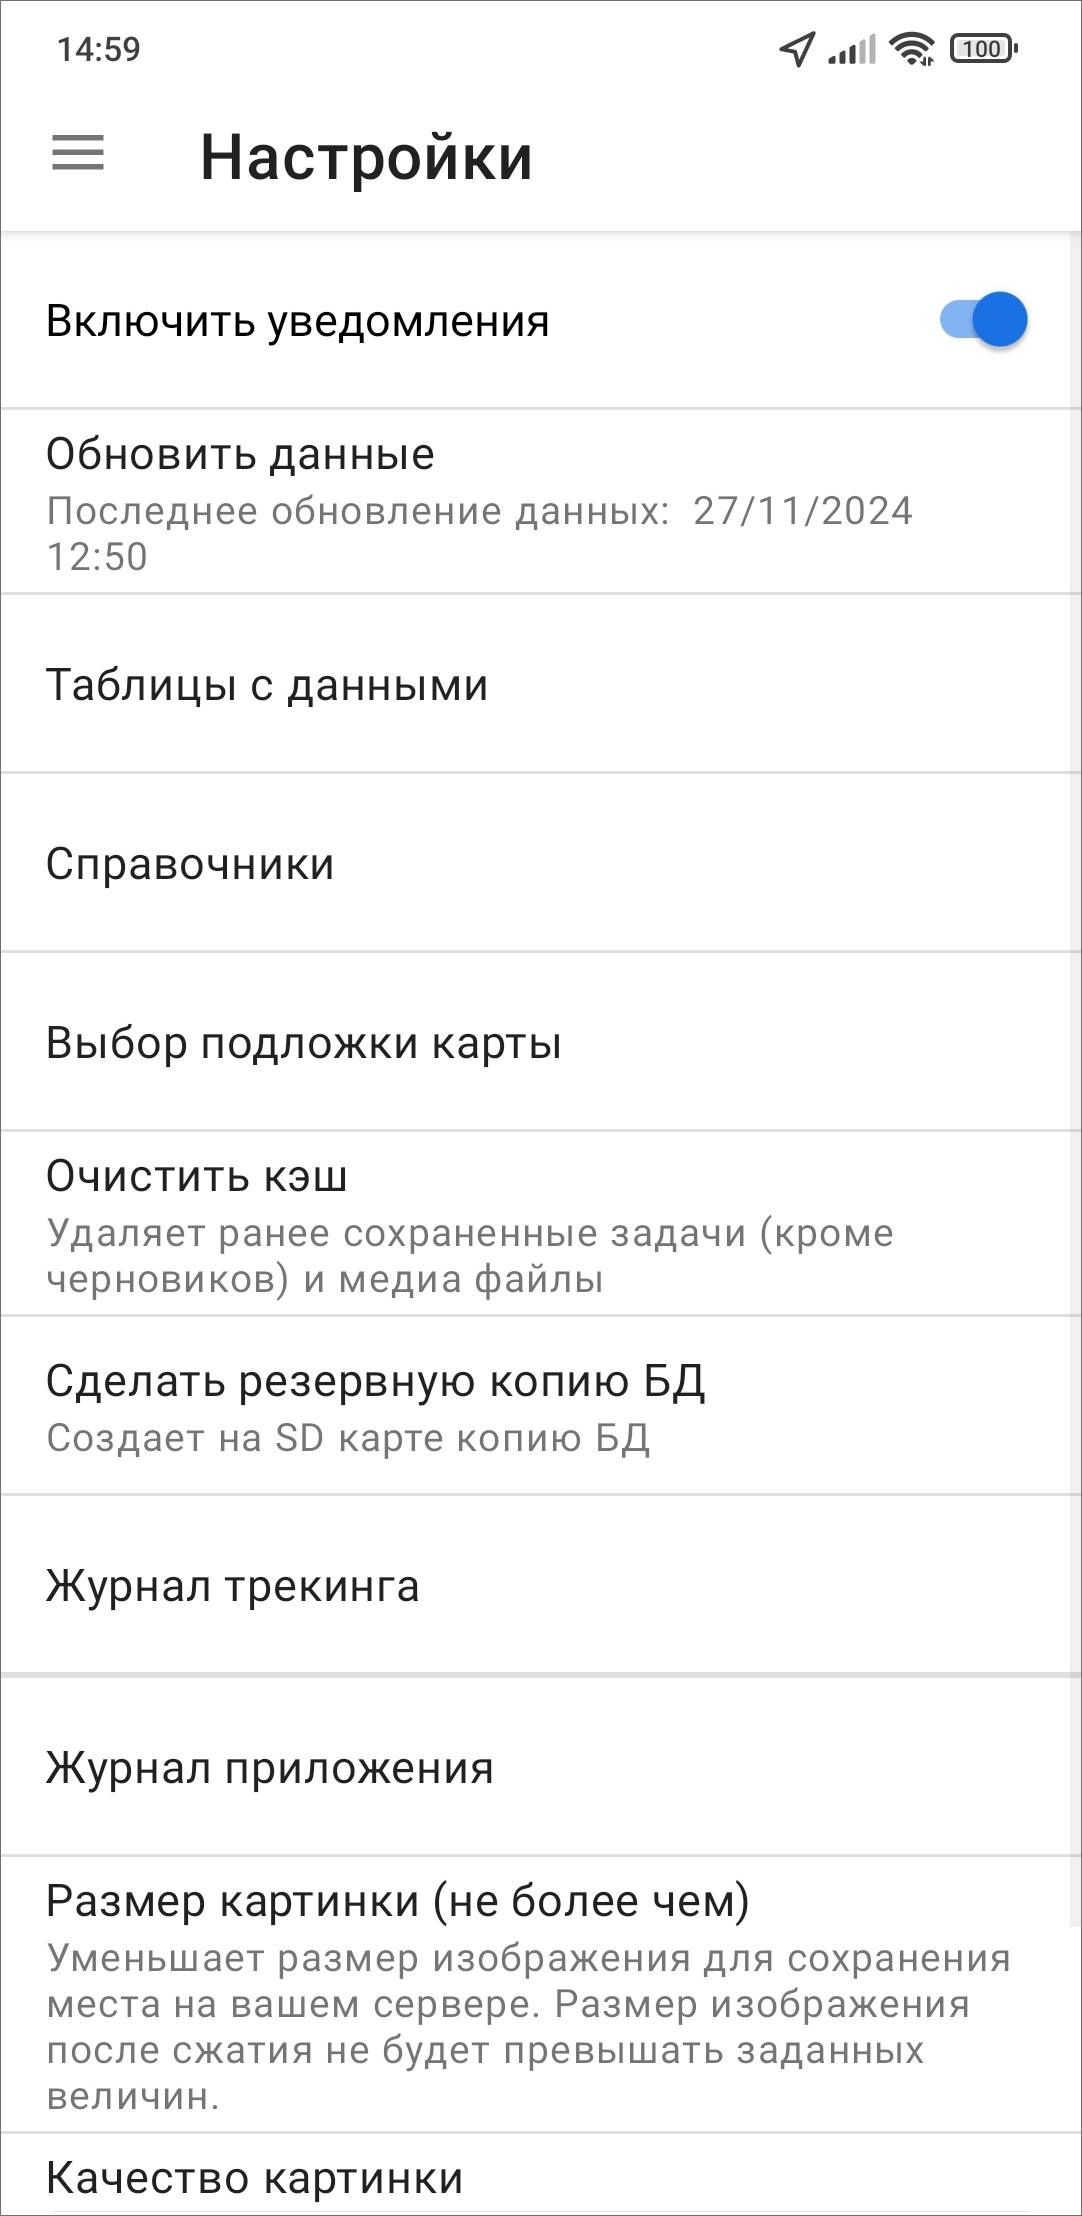 14:59
100
Настройки
Включить уведомления
Обновить данные
Последнее обновление данных: 27/11/2024
12:50
Таблицы с данными
Справочники
Выбор подложки карты
Очистить кэш
Удаляет ранее сохраненные задачи (кроме
черновиков) и медиа файлы
Сделать резервную копию БД
Создает на SD карте копию БД
Журнал трекинга
Журнал приложения
Размер картинки (не более чем)
Уменьшает размер изображения для сохранения
места на вашем сервере. Размер изображения
после сжатия не будет превышать заданных
величин.
Качество картинки